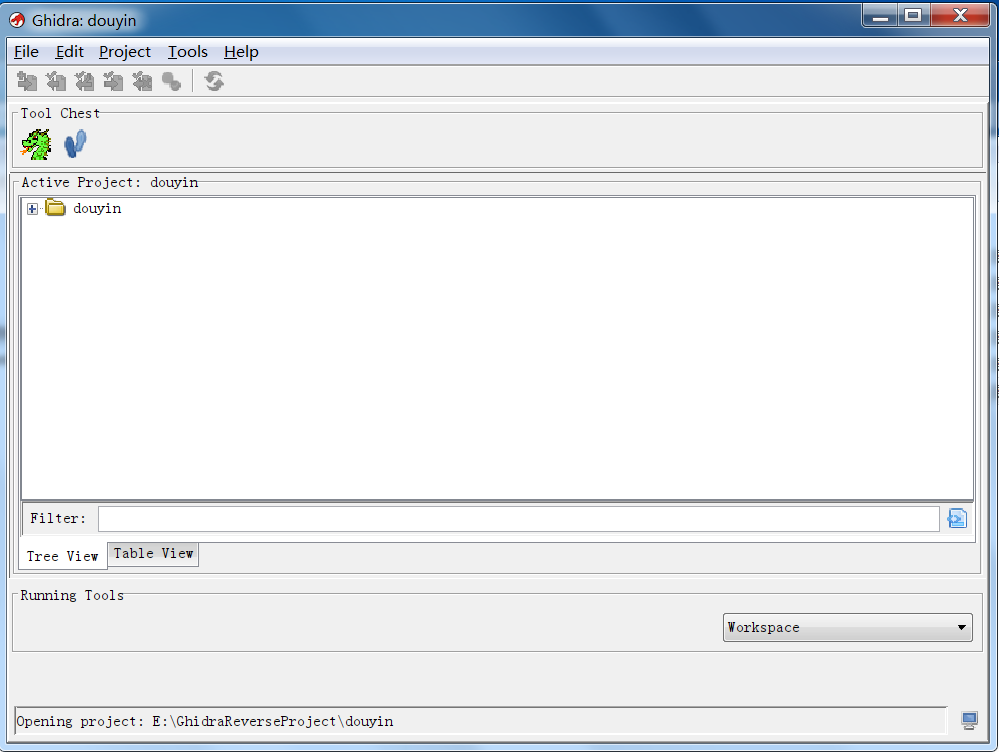 Ghidra: douyin
File Edit Project Tools Help
Tool Chest
Active Project: douyin
douyin
Filter:
Tree View Table View
Running Tools
Workspace
Opening project: E:\GhidraReverseProject\douyin